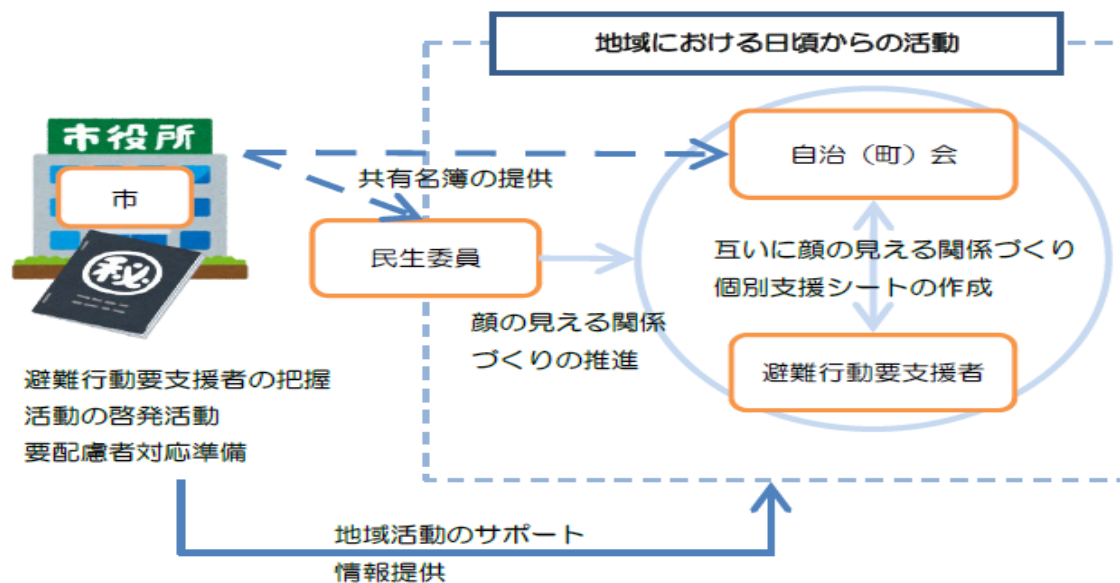 地域における日頃からの活動
市役所
市
秘
共有名簿の提供
自治（町）会
民生委員
互いに顔の見える関係づくり
個別支援シートの作成
顔の見える関係
づくりの推進
避難行動要支援者
避難行動要支援者の把握
活動の啓発活動
要配慮者対応準備
地域活動のサポート
情報提供